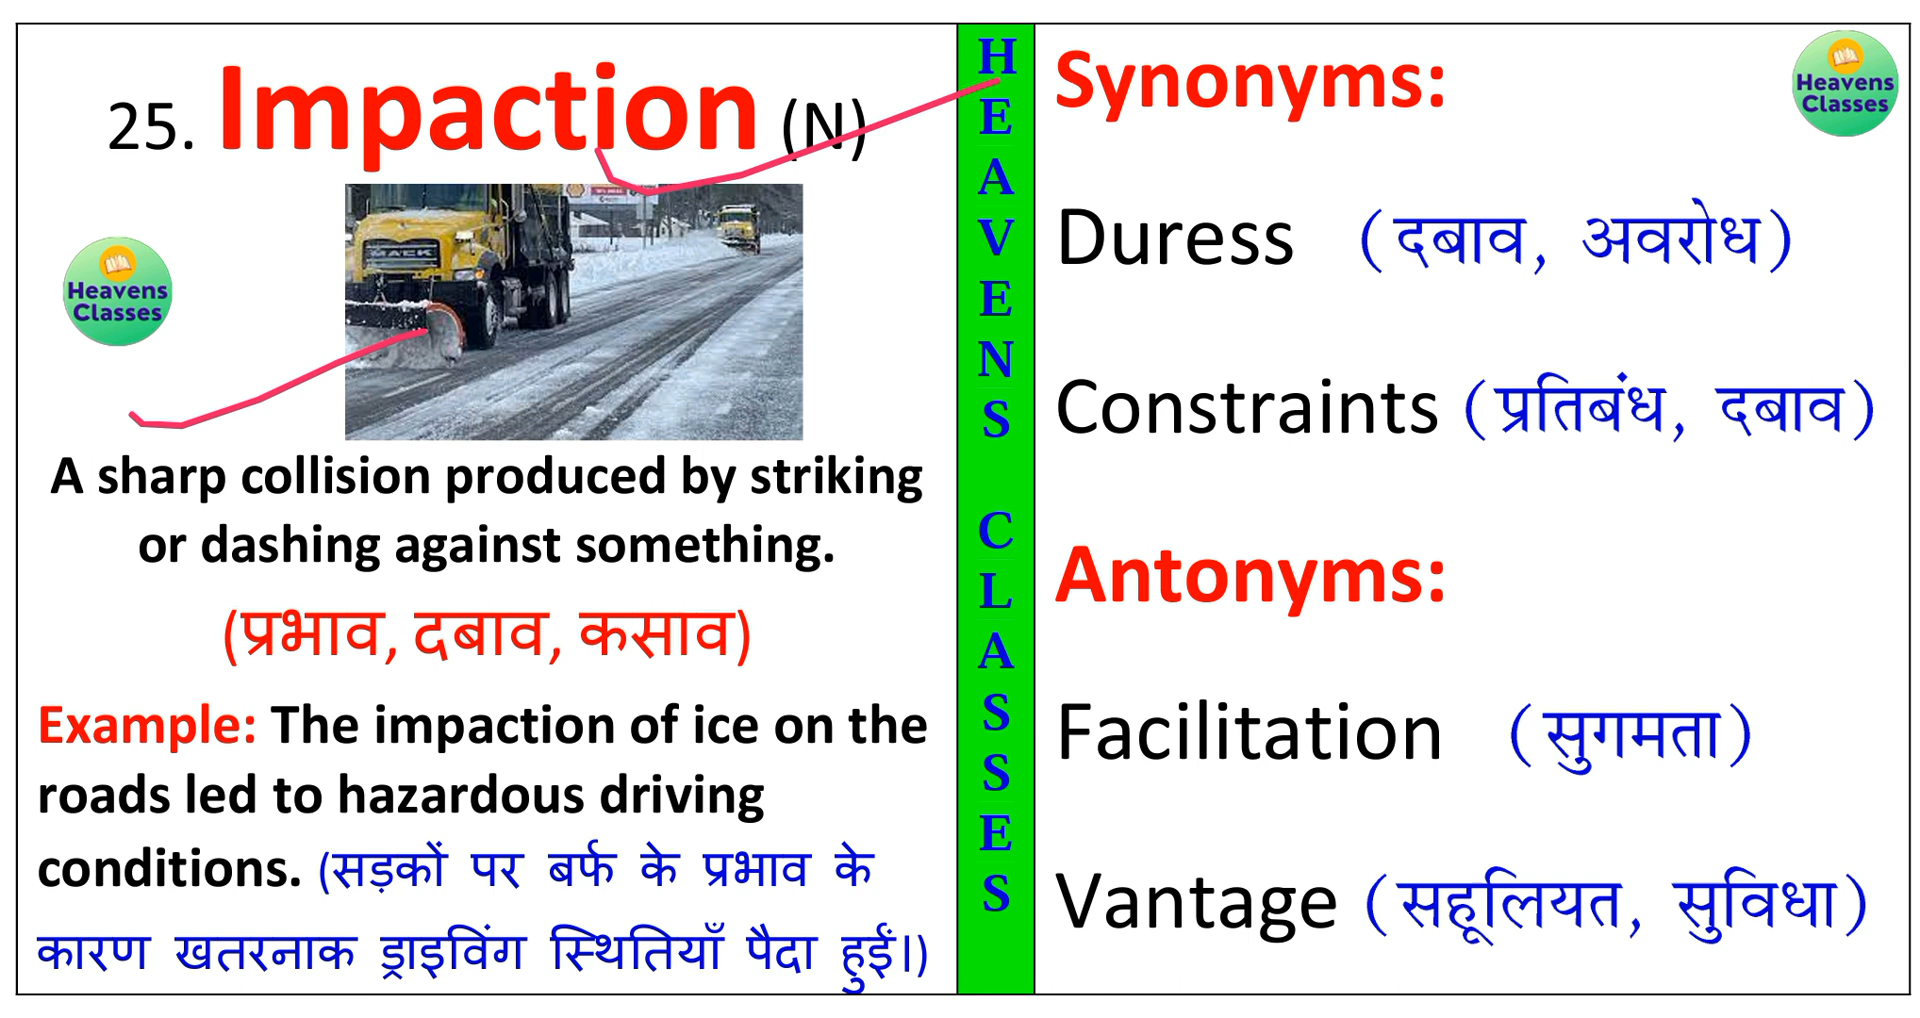 25. Impaction (N)
MACK
Heavens
Classes
A sharp collision produced by striking
or dashing against something.
(प्रभाव, दबाव, कसाव)
Example: The impaction of ice on the
roads led to hazardous driving
conditions. (सड़कों पर बर्फ के प्रभाव के
कारण खतरनाक ड्राइविंग स्थितियाँ पैदा हुईं।)
HEAVENS CLASSES
Synonyms:
Heavens
Classes
Duress (दबाव, अवरोध)
Constraints (प्रतिबंध, दबाव)
Antonyms:
Facilitation (सुगमता)
Vantage (सहूलियत, सुविधा)